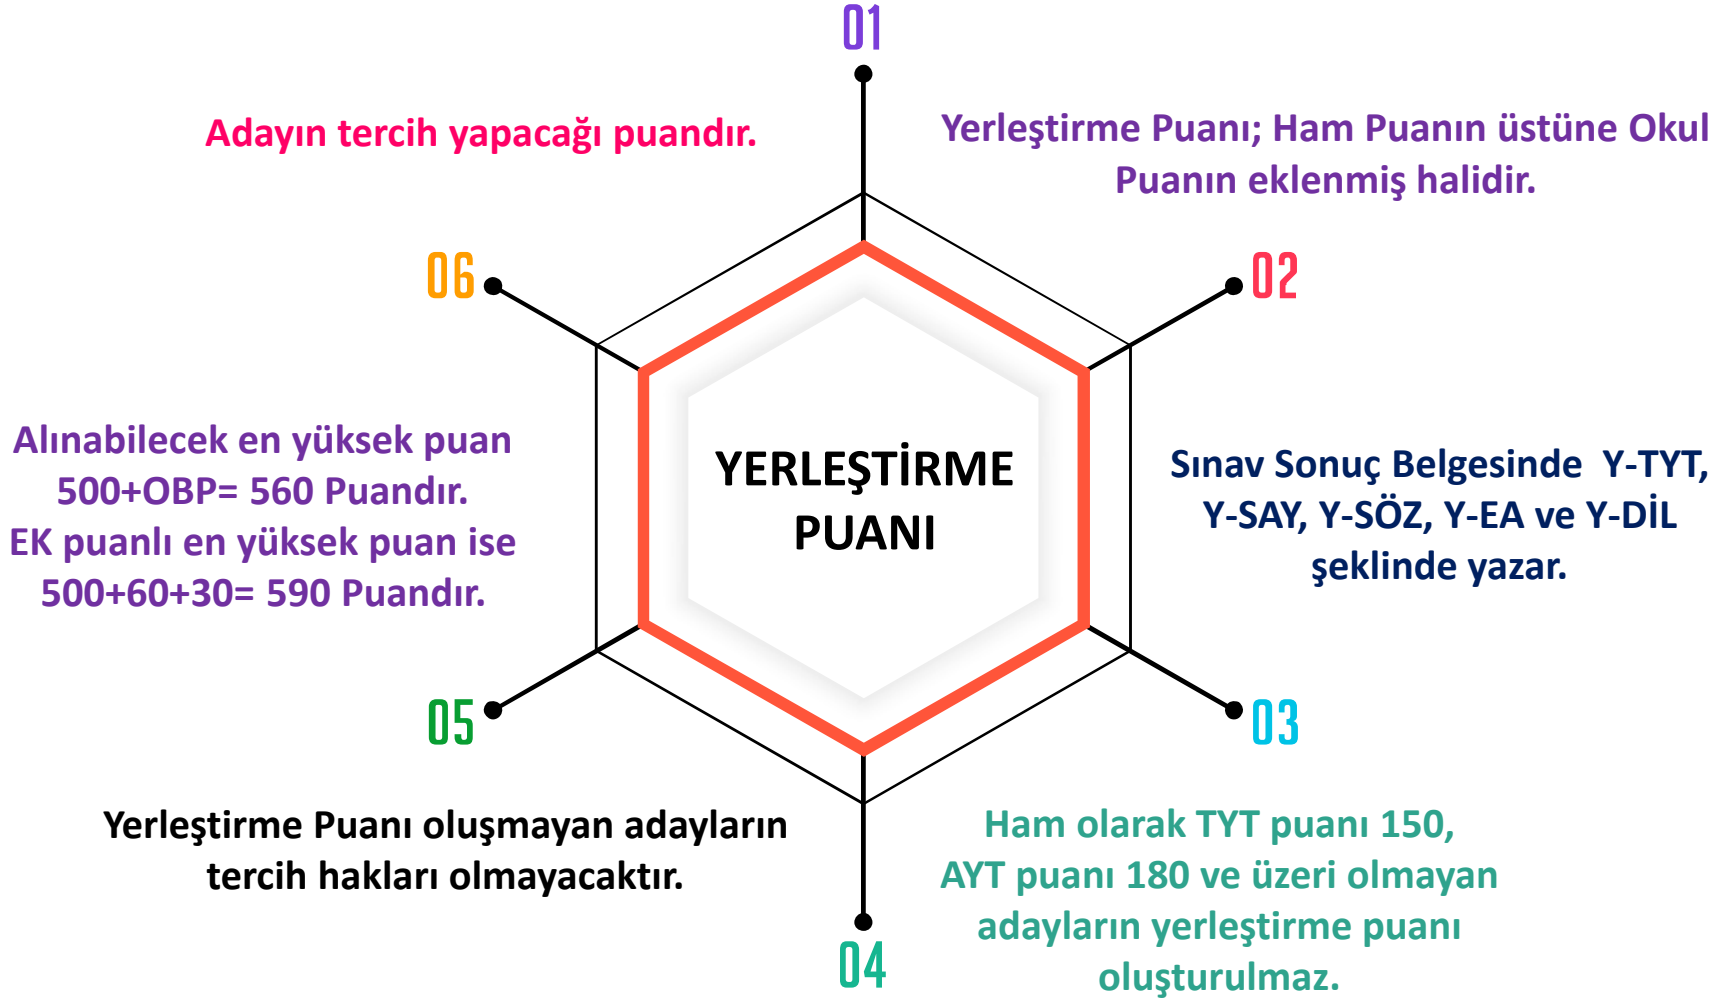 01
Yerleştirme Puanı; Ham Puanın üstüne Okul
Puanın eklenmiş halidir.
02
Sınav Sonuç Belgesinde Y-TYT,
Y-SAY, Y-SÖZ, Y-EA ve Y-DİL
şeklinde yazar.
03
Ham olarak TYT puanı 150,
AYT puanı 180 ve üzeri olmayan
adayların yerleştirme puanı
oluşturulmaz.
04
Yerleştirme Puanı oluşmayan adayların
tercih hakları olmayacaktır.
05
Alınabilecek en yüksek puan
500+OBP= 560 Puandır.
EK puanlı en yüksek puan ise
500+60+30= 590 Puandır.
06
Adayın tercih yapacağı puandır.
YERLEŞTİRME
PUANI